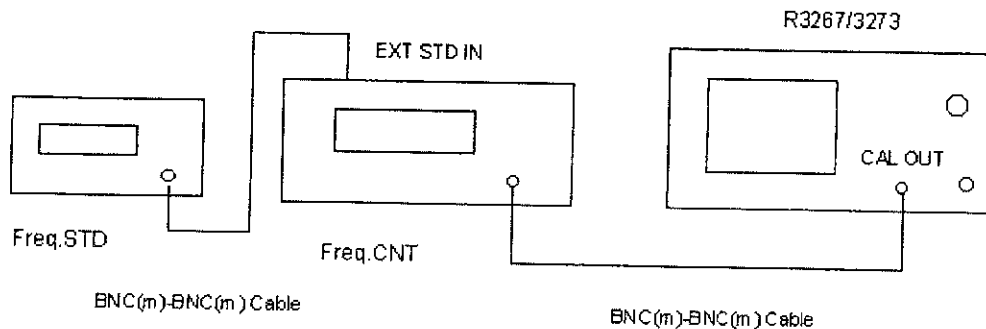 R3267/3273
EXT STD IN
CAL OUT
Freq.STD
Freq.CNT
BNC(m)-BNC(m) Cable
BNC(m)-BNC(m) Cable